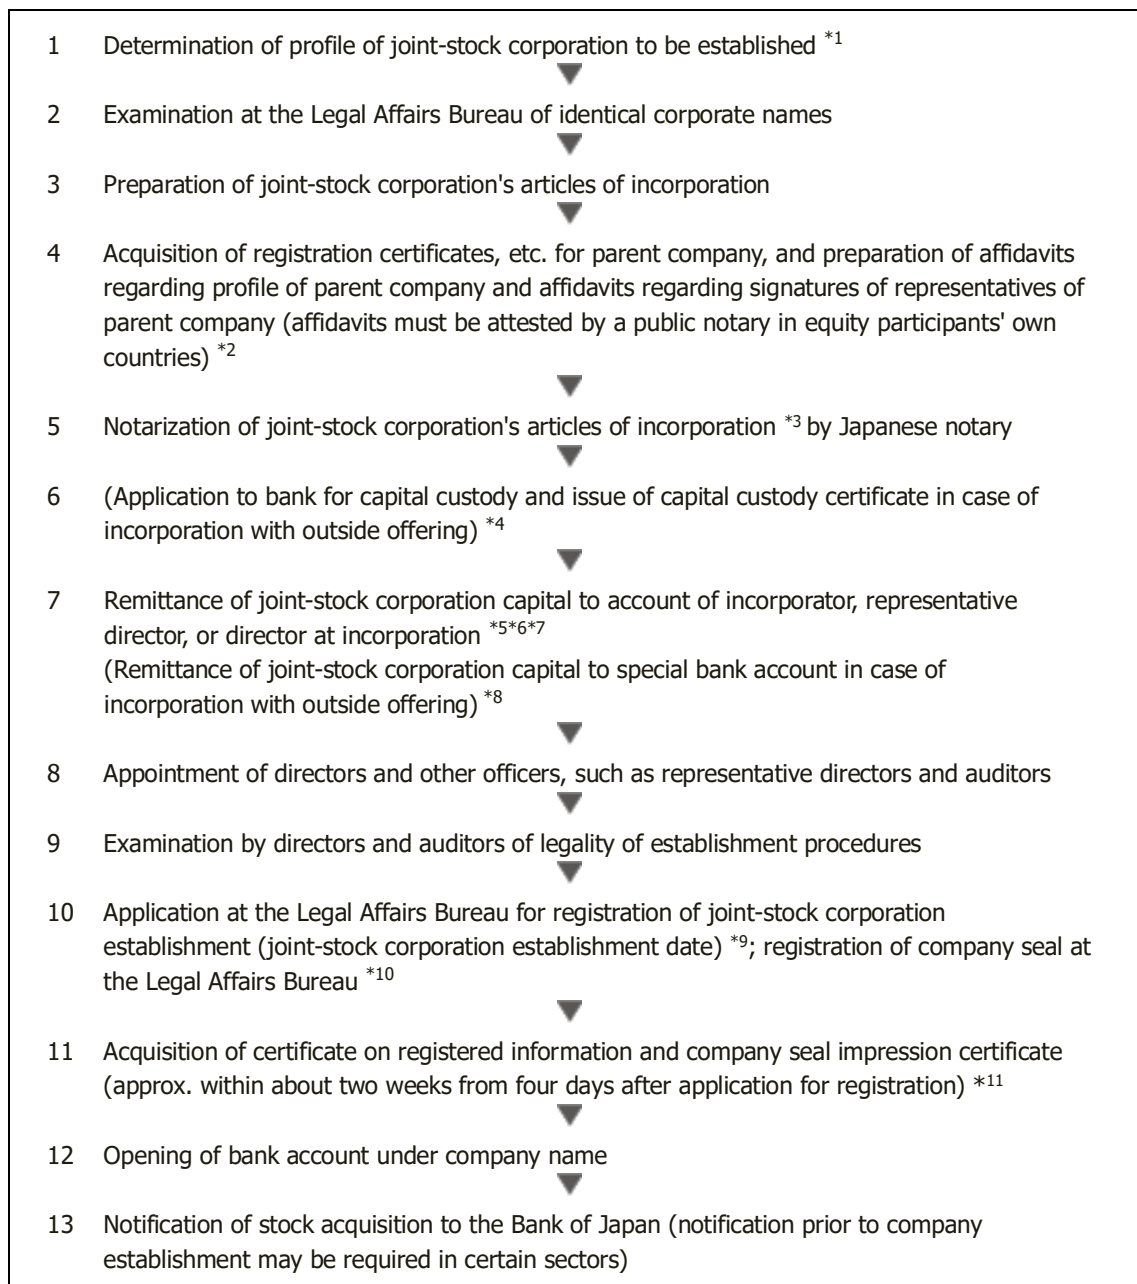 1 Determination of profile of joint-stock corporation to be established *1
2 Examination at the Legal Affairs Bureau of identical corporate names
3 Preparation of joint-stock corporation's articles of incorporation
4 Acquisition of registration certificates, etc. for parent company, and preparation of affidavits
regarding profile of parent company and affidavits regarding signatures of representatives of
parent company (affidavits must be attested by a public notary in equity participants' own
countries) *2
5 Notarization of joint-stock corporation's articles of incorporation *3 by Japanese notary
6 (Application to bank for capital custody and issue of capital custody certificate in case of
incorporation with outside offering) *4
7 Remittance of joint-stock corporation capital to account of incorporator, representative
director, or director at incorporation *5*6*7
(Remittance of joint-stock corporation capital to special bank account in case of
incorporation with outside offering) *8
8 Appointment of directors and other officers, such as representative directors and auditors
9 Examination by directors and auditors of legality of establishment procedures
10 Application at the Legal Affairs Bureau for registration of joint-stock corporation
establishment (joint-stock corporation establishment date) *9; registration of company seal at
the Legal Affairs Bureau *10
11 Acquisition of certificate on registered information and company seal impression certificate
(approx. within about two weeks from four days after application for registration) *11
12 Opening of bank account under company name
13 Notification of stock acquisition to the Bank of Japan (notification prior to company
establishment may be required in certain sectors)